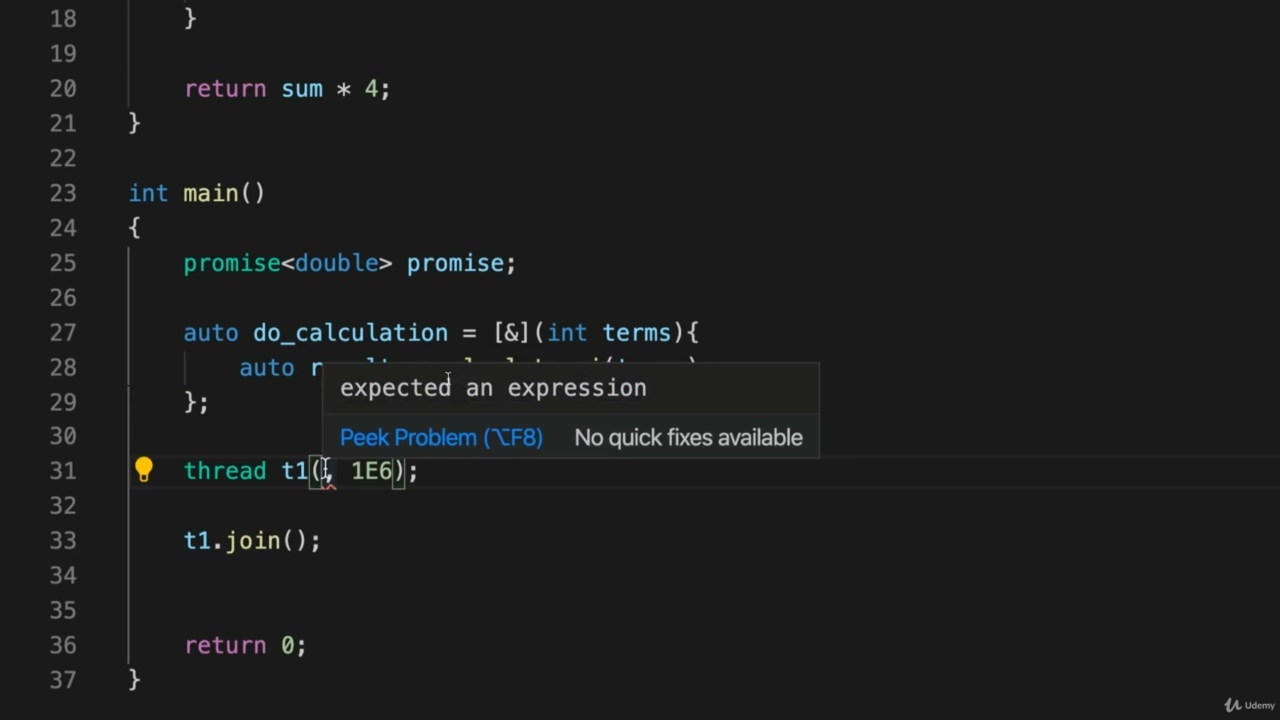 18 }
19
20 return sum * 4;
21 }
22
23 int main()
24 {
25 promise<double> promise;
26
27 auto do_calculation = [&](int terms){
28 auto
expected an expression
29 };
Peek Problem (⌥F8) No quick fixes available
30
31 thread t1(, 1E6);
32
33 t1.join();
34
35
36 return 0;
37 }
Udemy